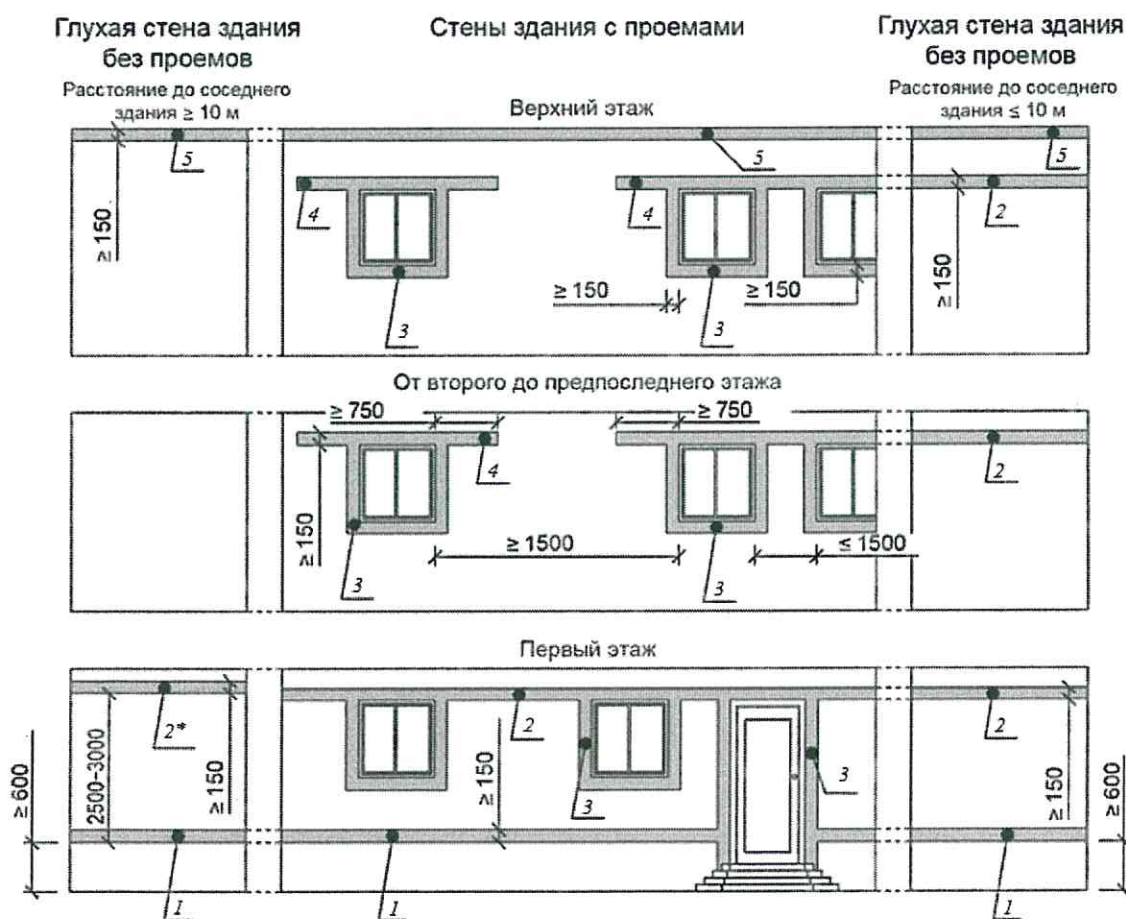 Глухая стена здания
без проемов
Расстояние до соседнего
здания ≥ 10 м
Стены здания с проемами
Глухая стена здания
без проемов
Расстояние до соседнего
здания ≤ 10 м
Верхний этаж
5
5
5
4
4
2
≥ 150
≥ 150
≥ 150
≥ 150
3
3
От второго до предпоследнего этажа
≥ 750
≥ 750
4
2
≥ 150
≥ 1500
≤ 1500
3
3
Первый этаж
2*
2
2
≥ 600
2500-3000
≥ 150
3
≥ 150
3
≥ 150
≥ 600
1
1
1